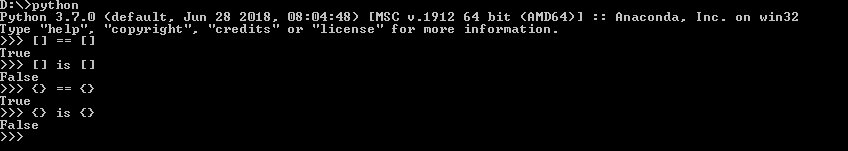 D:\>python
Python 3.7.0 (default, Jun 28 2018, 08:04:48) [MSC v.1912 64 bit (AMD64)] :: Anaconda, Inc. on win32
Type "help", "copyright", "credits" or "license" for more information.
>>> [] == []
True
>>> [] is []
False
>>> {} == {}
True
>>> {} is {}
False
>>>